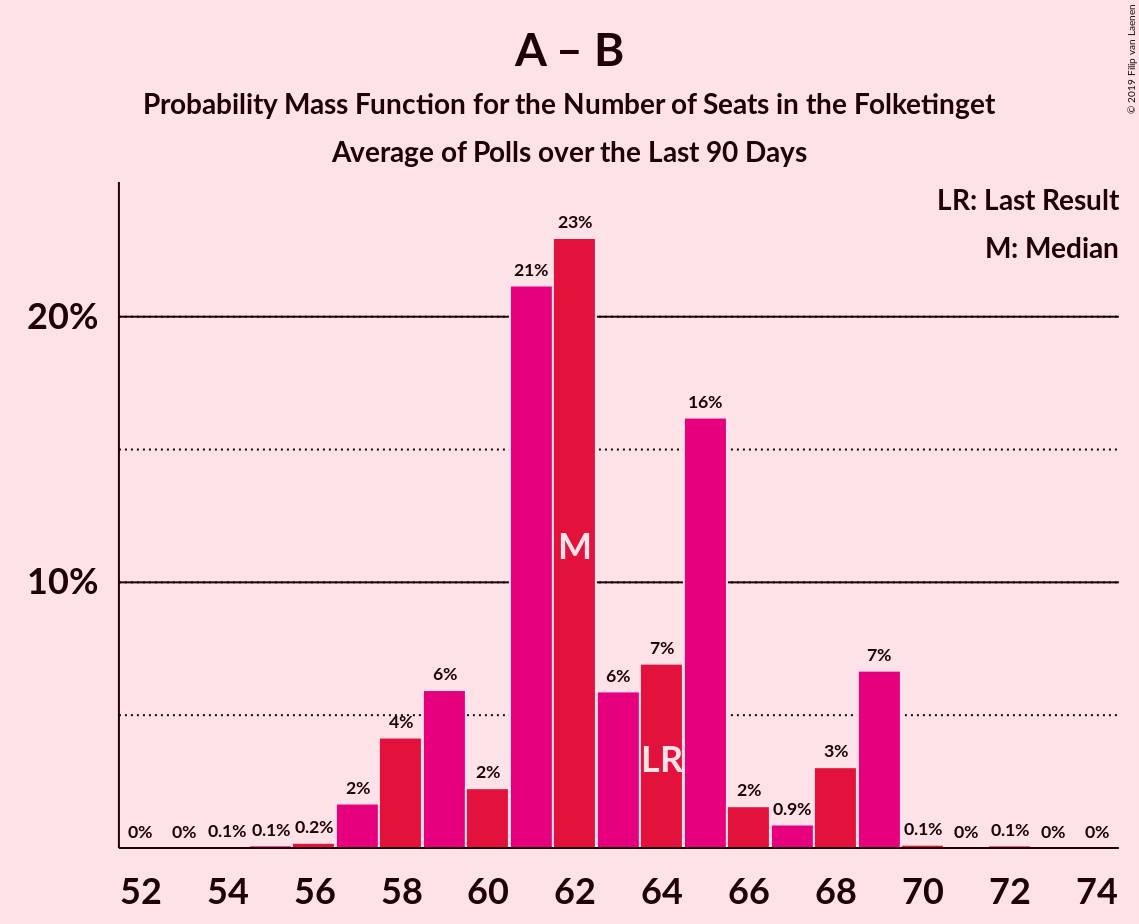 A – B
Probability Mass Function for the Number of Seats in the Folketinget
Average of Polls over the Last 90 Days
© 2019 Filip van Laenen
LR: Last Result
M: Median
20%
10%
0% 0% 0.1% 0.1% 0.2% 2% 4% 6% 2% 21% 23% 6% 7% 16% 2% 0.9% 3% 7% 0.1% 0% 0.1% 0% 0%
M
LR
52 54 56 58 60 62 64 66 68 70 72 74